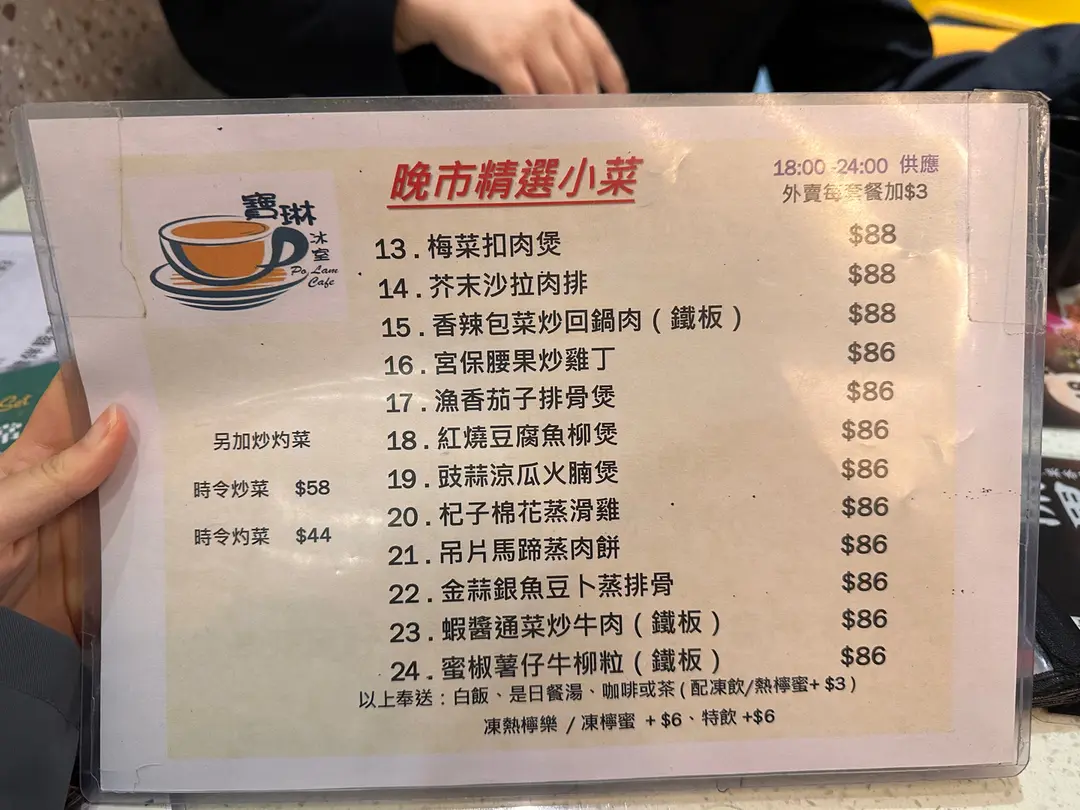 晚市精選小菜
18:00-24:00 供應
外賣每套餐加$3
寶琳
冰室
Po Lam
Cafe
13.梅菜扣肉煲 $88
14.芥末沙拉肉排 $88
15.香辣包菜炒回鍋肉(鐵板) $88
16.宮保腰果炒雞丁 $86
17.漁香茄子排骨煲 $86
18.紅燒豆腐魚柳煲 $86
19.豉蒜涼瓜火腩煲 $86
20.杞子棉花蒸滑雞 $86
21.吊片馬蹄蒸肉餅 $86
22.金蒜銀魚豆卜蒸排骨 $86
23.蝦醬通菜炒牛肉(鐵板) $86
24.蜜椒薯仔牛柳粒(鐵板) $86
另加炒灼菜
時令炒菜 $58
時令灼菜 $44
以上奉送:白飯、是日餐湯、咖啡或茶(配凍飲/熱檸蜜+$3)
凍熱檸樂 / 凍檸蜜 +$6、特飲+$6
Set